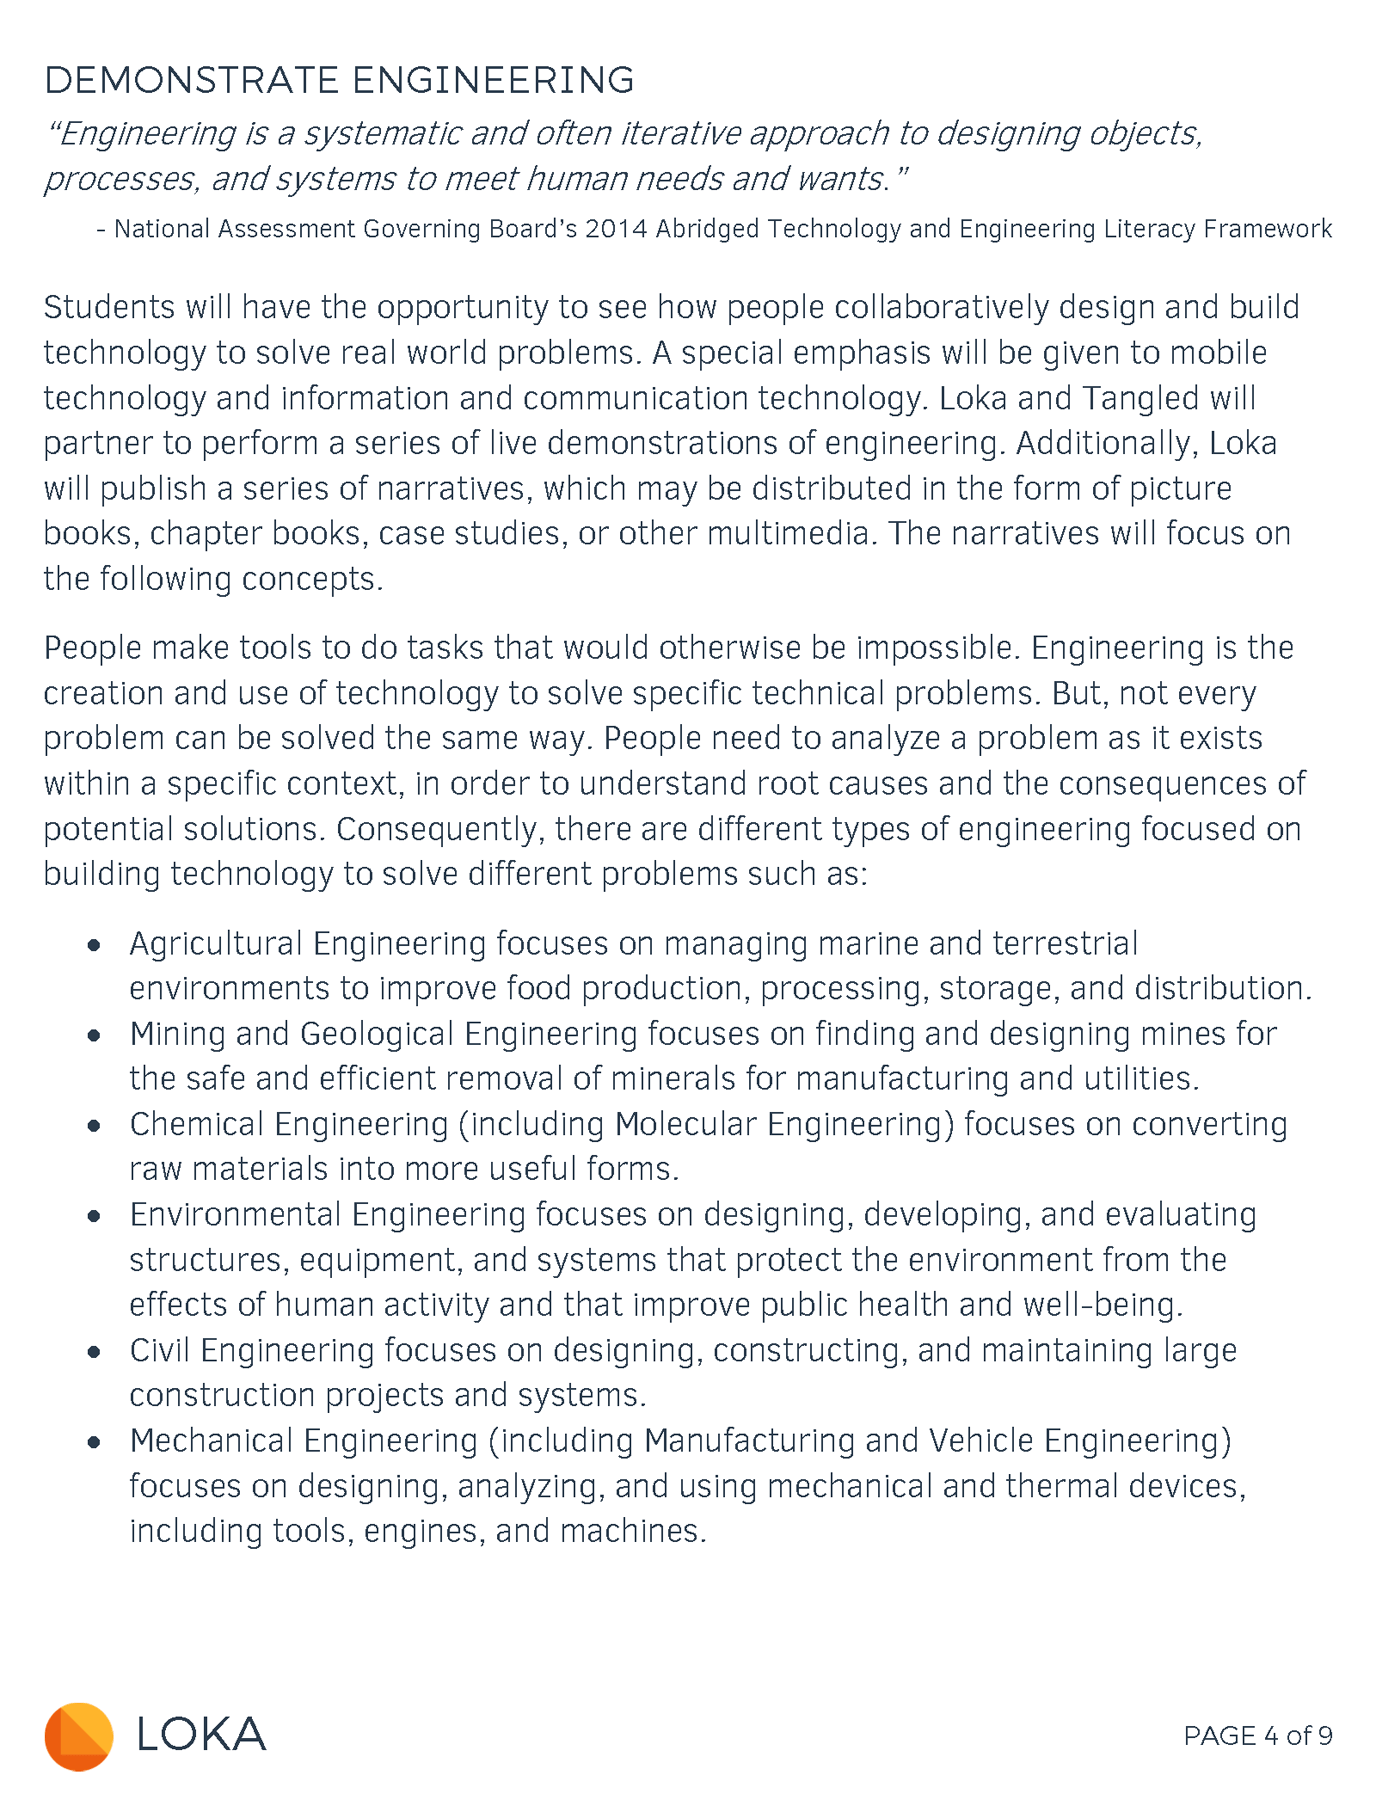 DEMONSTRATE ENGINEERING
“Engineering is a systematic and often iterative approach to designing objects,
processes, and systems to meet human needs and wants.”
- National Assessment Governing Board’s 2014 Abridged Technology and Engineering Literacy Framework
Students will have the opportunity to see how people collaboratively design and build
technology to solve real world problems. A special emphasis will be given to mobile
technology and information and communication technology. Loka and Tangled will
partner to perform a series of live demonstrations of engineering. Additionally, Loka
will publish a series of narratives, which may be distributed in the form of picture
books, chapter books, case studies, or other multimedia. The narratives will focus on
the following concepts.
People make tools to do tasks that would otherwise be impossible. Engineering is the
creation and use of technology to solve specific technical problems. But, not every
problem can be solved the same way. People need to analyze a problem as it exists
within a specific context, in order to understand root causes and the consequences of
potential solutions. Consequently, there are different types of engineering focused on
building technology to solve different problems such as:
• Agricultural Engineering focuses on managing marine and terrestrial
environments to improve food production, processing, storage, and distribution.
• Mining and Geological Engineering focuses on finding and designing mines for
the safe and efficient removal of minerals for manufacturing and utilities.
• Chemical Engineering (including Molecular Engineering) focuses on converting
raw materials into more useful forms.
• Environmental Engineering focuses on designing, developing, and evaluating
structures, equipment, and systems that protect the environment from the
effects of human activity and that improve public health and well-being.
• Civil Engineering focuses on designing, constructing, and maintaining large
construction projects and systems.
• Mechanical Engineering (including Manufacturing and Vehicle Engineering)
focuses on designing, analyzing, and using mechanical and thermal devices,
including tools, engines, and machines.
LOKA
PAGE 4 of 9